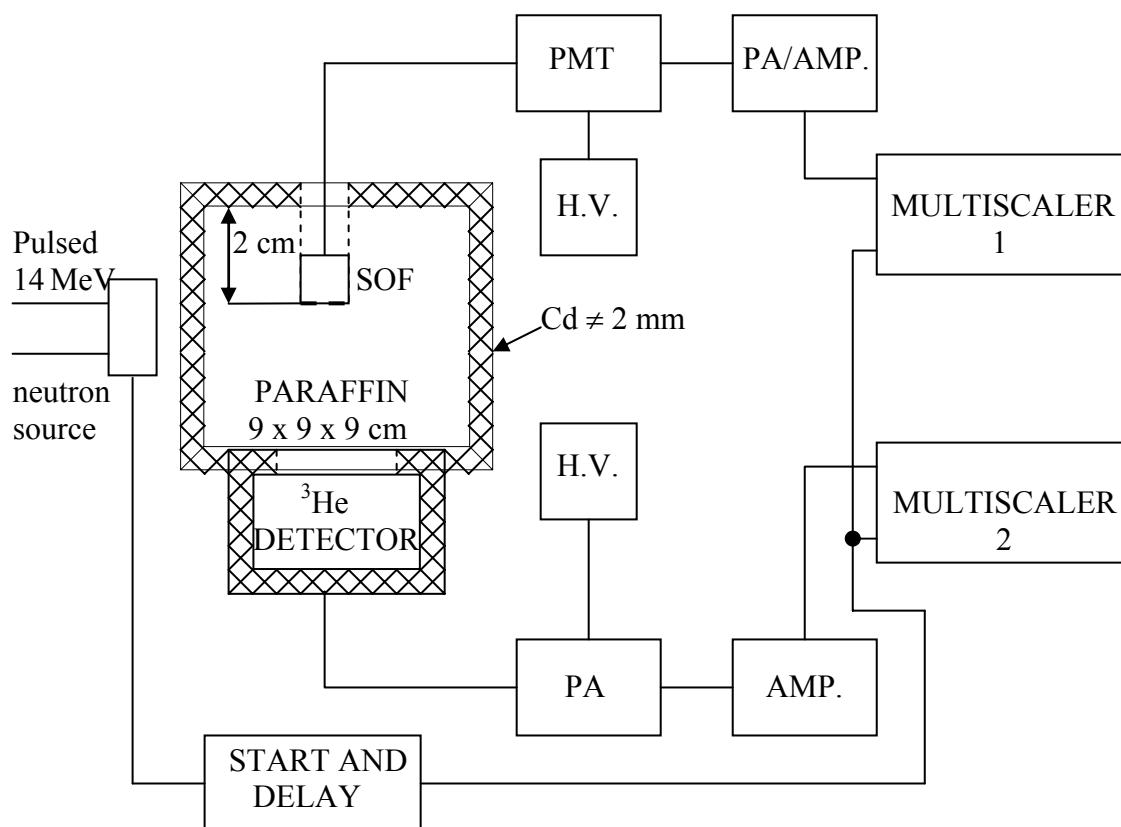 PMT
PA/AMP.
H.V.
MULTISCALER
1
Pulsed
14 MeV
neutron
source
2 cm
SOF
Cd ≠ 2 mm
PARAFFIN
9 x 9 x 9 cm
³He
DETECTOR
H.V.
MULTISCALER
2
PA
AMP.
START AND
DELAY